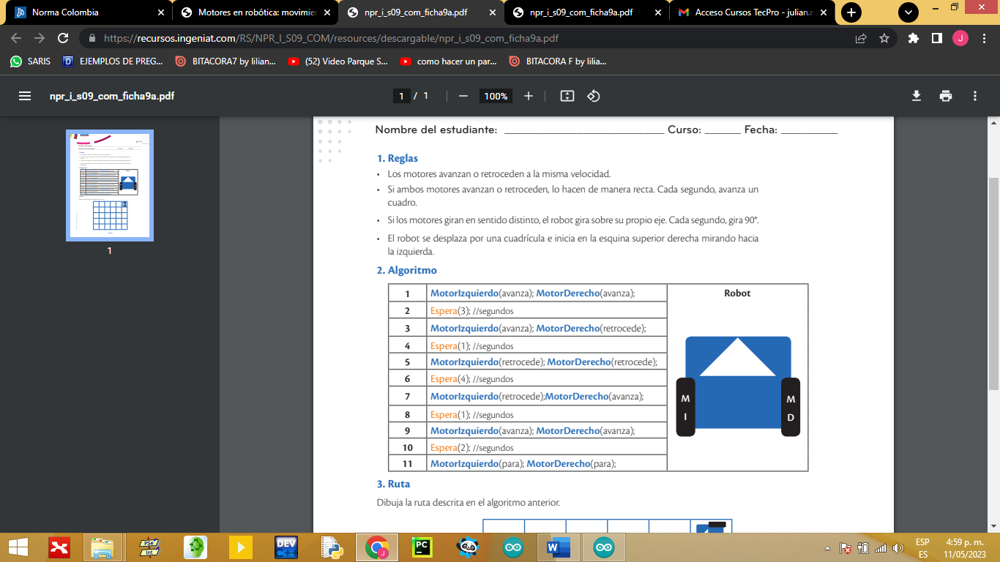 Norma Colombia
Motores en robótica: movimien
npr_i_s09_com_ficha9a.pdf
npr_i_s09_com_ficha9a.pdf
Acceso Cursos TecPro - julian.r
https://recursos.ingeniat.com/RS/NPR_I_S09_COM/resources/descargable/npr_i_s09_com_ficha9a.pdf
J
SARIS
D
EJEMPLOS DE PREG...
BITACORA7 by lilian...
(52) Video Parque S...
como hacer un par...
BITACORA F by lilia...
npr_i_s09_com_ficha9a.pdf
1 / 1
100%
1
Nombre del estudiante: ______ Curso: ______ Fecha: ______
1. Reglas
• Los motores avanzan o retroceden a la misma velocidad.
• Si ambos motores avanzan o retroceden, lo hacen de manera recta. Cada segundo, avanza un
cuadro.
• Si los motores giran en sentido distinto, el robot gira sobre su propio eje. Cada segundo, gira 90°.
• El robot se desplaza por una cuadrícula e inicia en la esquina superior derecha mirando hacia
la izquierda.
2. Algoritmo
1 MotorIzquierdo(avanza); MotorDerecho(avanza);
2 Espera(3); //segundos
3 MotorIzquierdo(avanza); MotorDerecho(retrocede);
4 Espera(1); //segundos
5 MotorIzquierdo(retrocede); MotorDerecho(retrocede);
6 Espera(4); //segundos
7 MotorIzquierdo(retrocede);MotorDerecho(avanza);
8 Espera(1); //segundos
9 MotorIzquierdo(avanza); MotorDerecho(avanza);
10 Espera(2); //segundos
11 MotorIzquierdo(para); MotorDerecho(para);
Robot
M
I
M
D
3. Ruta
Dibuja la ruta descrita en el algoritmo anterior.
PSe
Int
DEV
C++
PC
W
ESP
ES
4:59 p. m.
11/05/2023